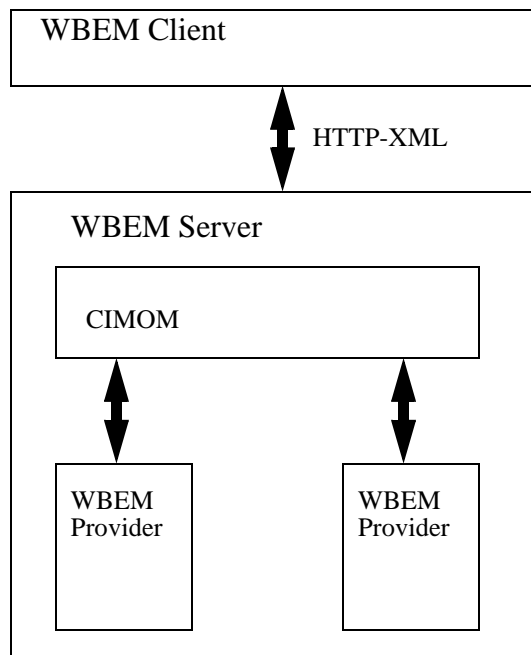 WBEM Client
HTTP-XML
WBEM Server
CIMOM
WBEM
Provider
WBEM
Provider